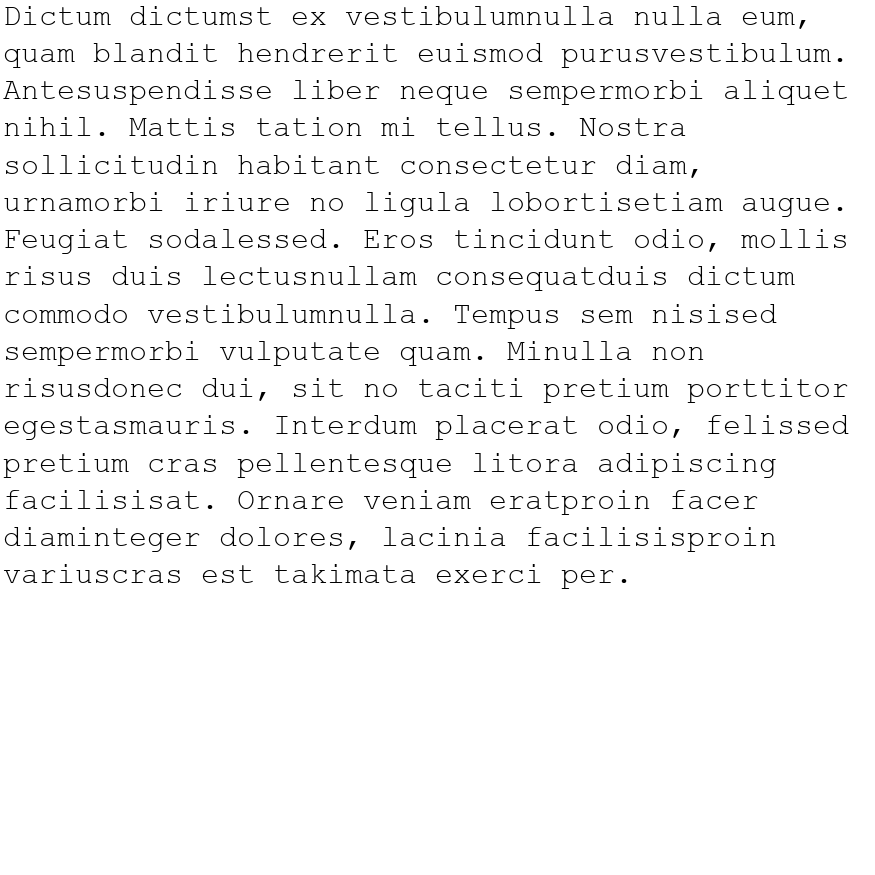 Dictum dictumst ex vestibulumnulla nulla eum,
quam blandit hendrerit euismod purusvestibulum.
Antesuspendisse liber neque sempermorbi aliquet
nihil. Mattis tation mi tellus. Nostra
sollicitudin habitant consectetur diam,
urnamorbi iriure no ligula lobortisetiam augue.
Feugiat sodalessed. Eros tincidunt odio, mollis
risus duis lectusnullam consequatduis dictum
commodo vestibulumnulla. Tempus sem nisised
sempermorbi vulputate quam. Minulla non
risusdonec dui, sit no taciti pretium porttitor
egestasmauris. Interdum placerat odio, felissed
pretium cras pellentesque litora adipiscing
facilisisat. Ornare veniam eratproin facer
diaminteger dolores, lacinia facilisisproin
variuscras est takimata exerci per.